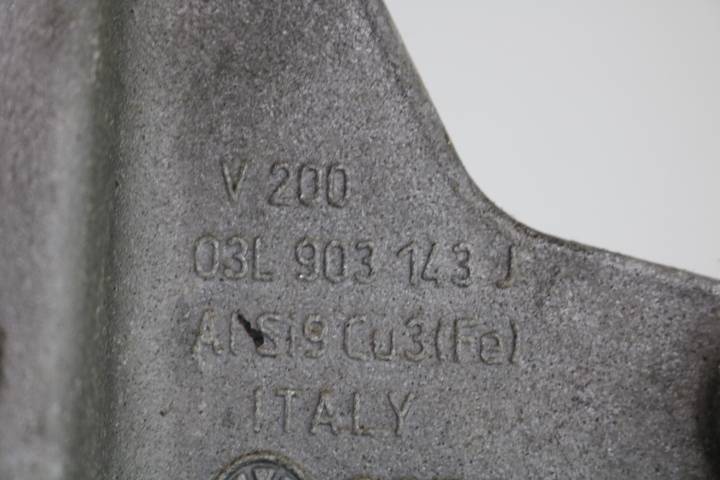 V 200
03L 903 143 J
AlSi9Cu3(Fe)
ITALY